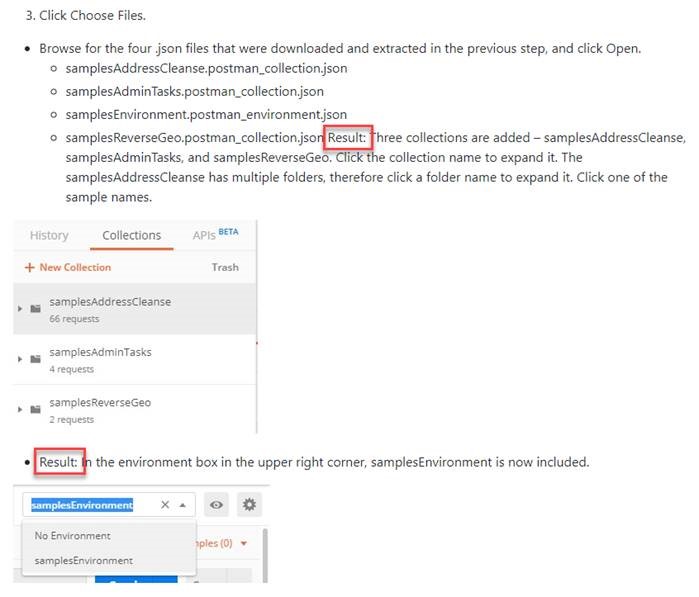 3. Click Choose Files.
• Browse for the four .json files that were downloaded and extracted in the previous step, and click Open.
samplesAddressCleanse.postman_collection.json
samplesAdminTasks.postman_collection.json
samplesEnvironment.postman_environment.json
samplesReverseGeo.postman_collection.json Result: Three collections are added – samplesAddressCleanse,
samplesAdminTasks, and samplesReverseGeo. Click the collection name to expand it. The
samplesAddressCleanse has multiple folders, therefore click a folder name to expand it. Click one of the
sample names.
History Collections APIs BETA
+ New Collection Trash
samplesAddressCleanse
66 requests
samplesAdminTasks
4 requests
samplesReverseGeo
2 requests
• Result: In the environment box in the upper right corner, samplesEnvironment is now included.
samplesEnvironment
No Environment
nples (0)
samplesEnvironment